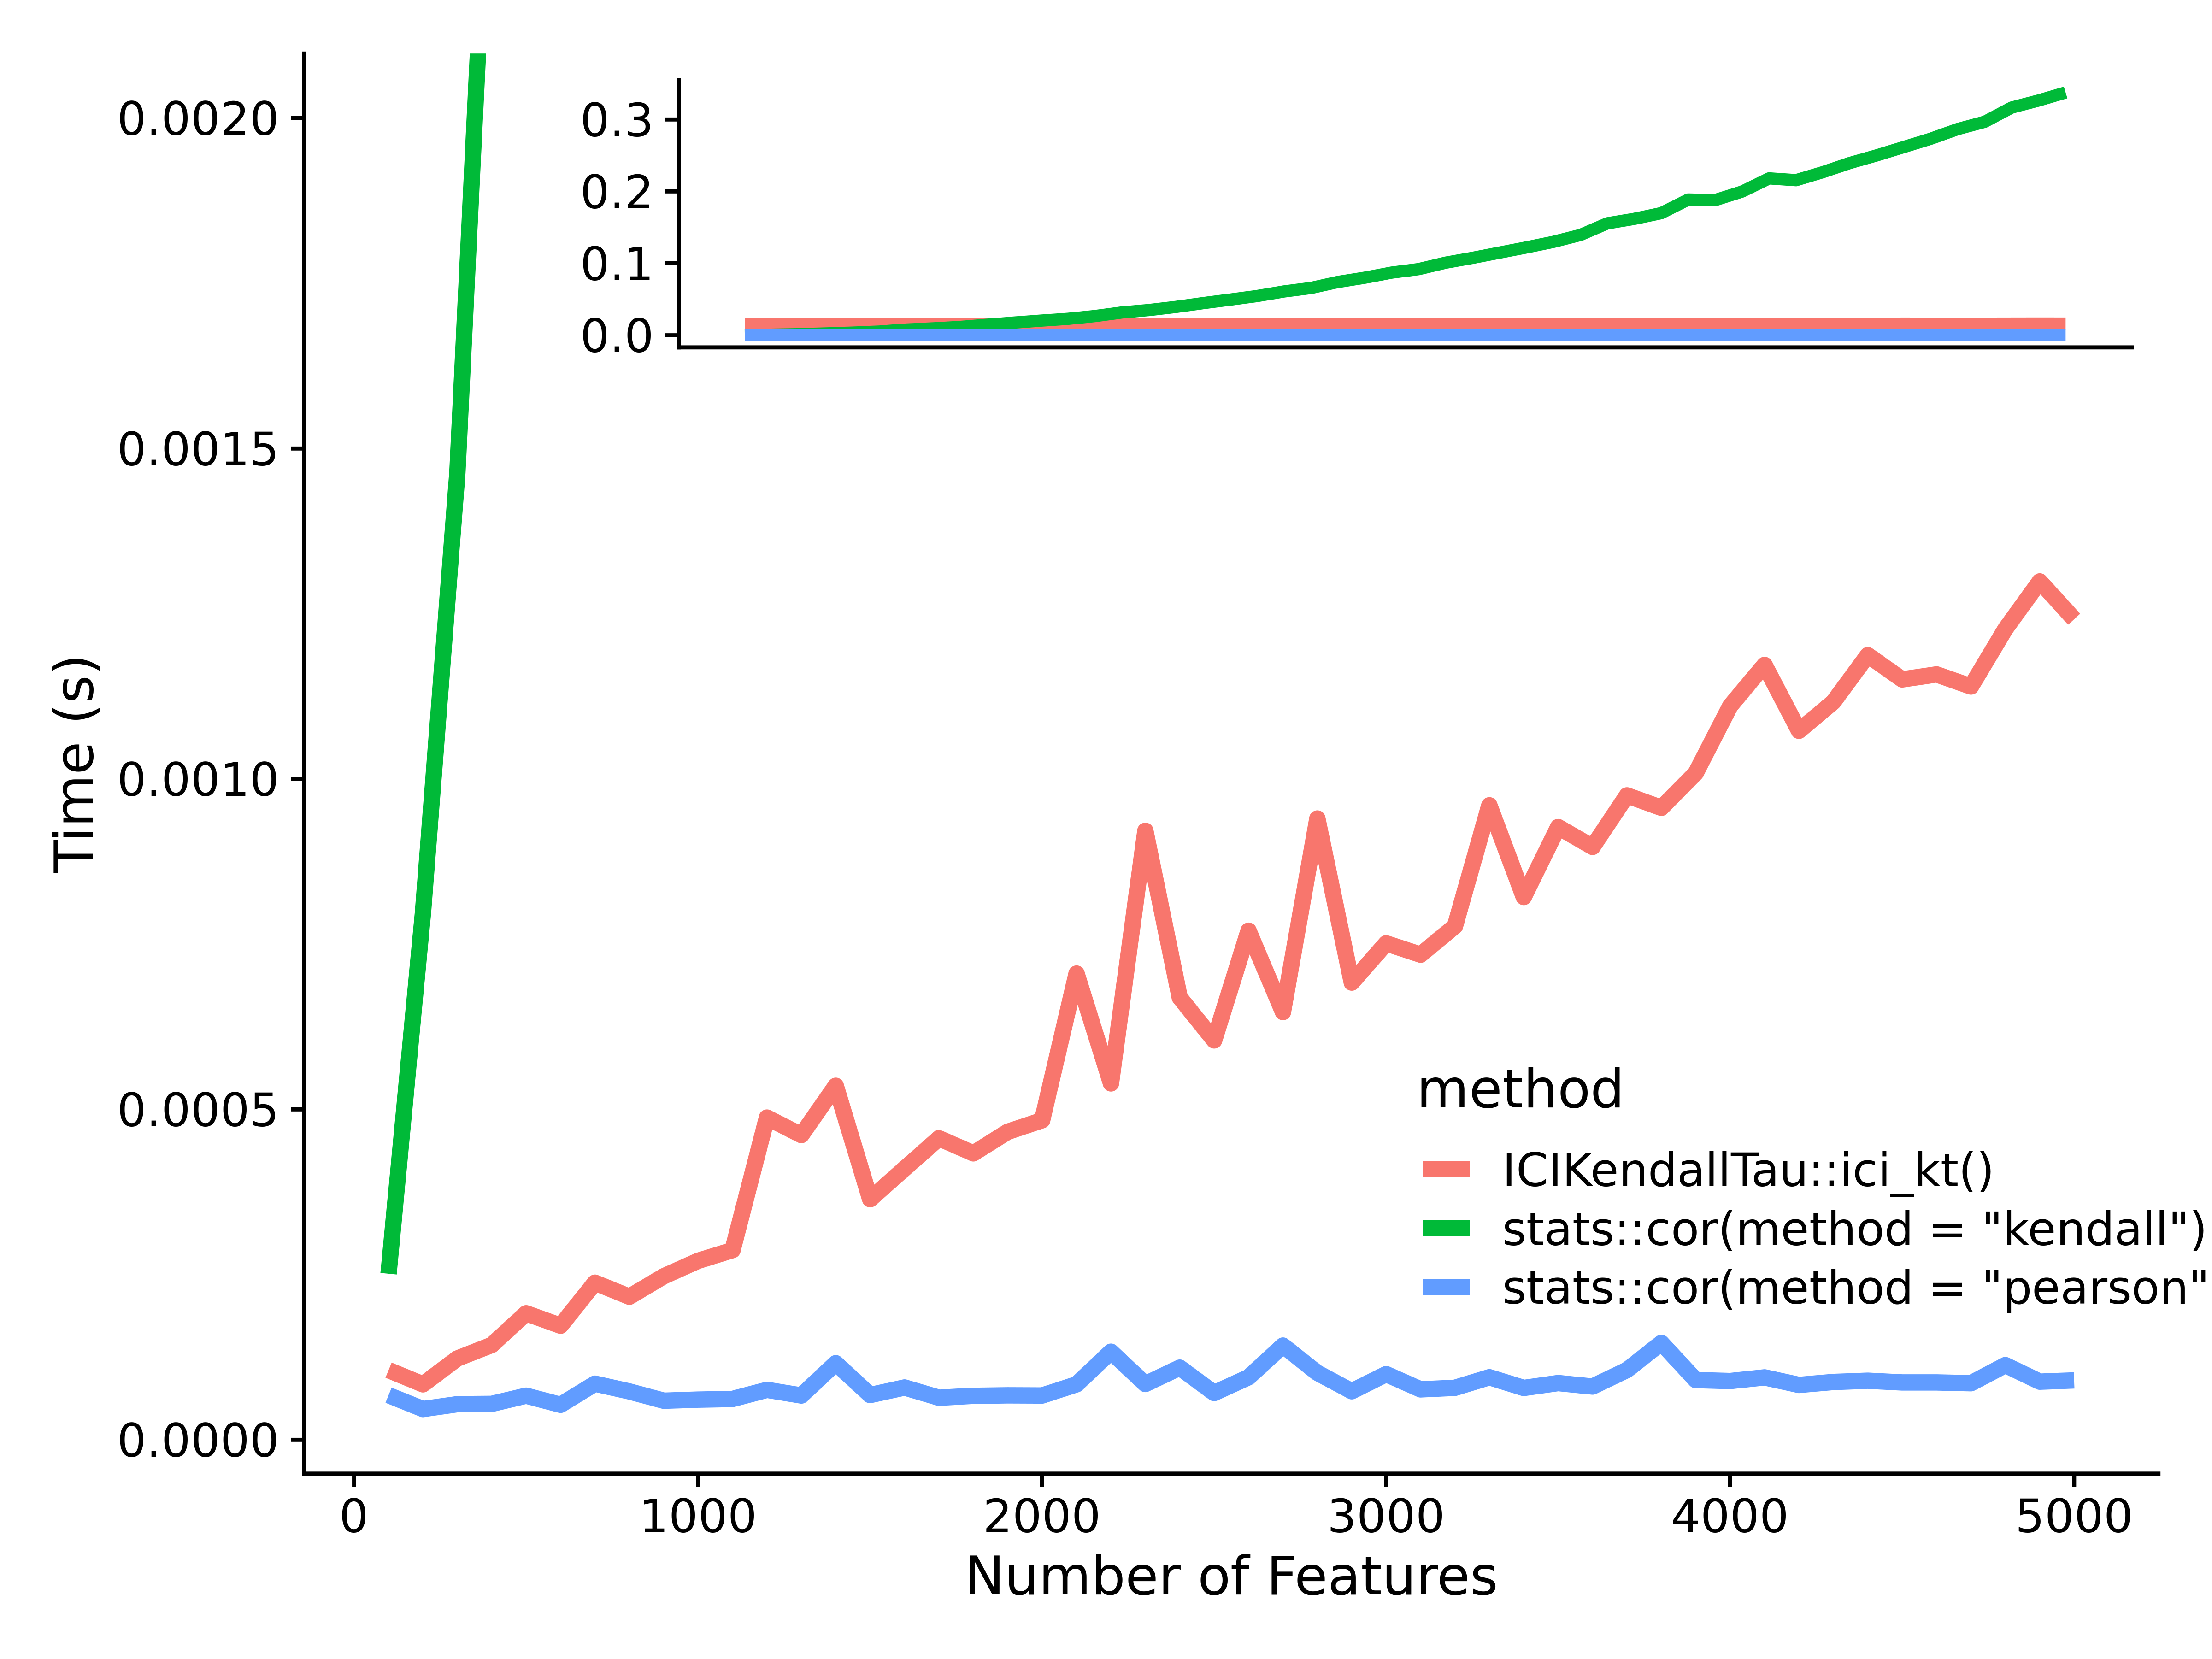 0.0020
0.0015
0.0010
0.0005
0.0000
Time (s)
0.3
0.2
0.1
0.0
method
ICIKendallTau::ici_kt()
stats::cor(method = "kendall")
stats::cor(method = "pearson"
0 1000 2000 3000 4000 5000
Number of Features